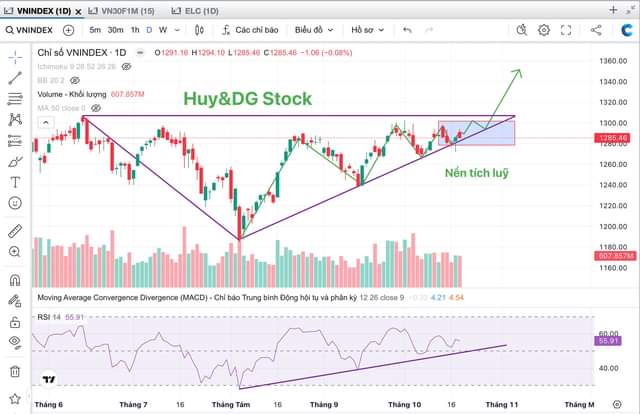 VNINDEX (1D) x
VN30F1M (15)
ELC (1D)
VNINDEX
5m 30m 1h D W
Các chỉ báo
Biểu đồ
Hồ sơ
Chỉ số VNINDEX · 1D
O1291.16 H1294.10 L1285.46 C1285.46 −1.06 (−0.08%)
Ichimoku 9 26 52 26 26
BB 20 2
Volume - Khối lượng 607.857M
MA 50 close 0
Huy&DG Stock
Nến tích luỹ
1360.00
1340.00
1320.00
1300.00
1285.46
1260.00
1240.00
1220.00
1200.00
1180.00
607.857M
1160.00
Moving Average Convergence Divergence (MACD) - Chỉ báo Trung bình Động hội tụ và phân kỳ 12 26 close 9 −0.33 4.21 4.54
RSI 14 55.91
60.00
55.91
40.00
Tháng 6
Tháng 7
16
Tháng Tám
16
Tháng 9
Tháng 10
16
Tháng 11
Tháng M